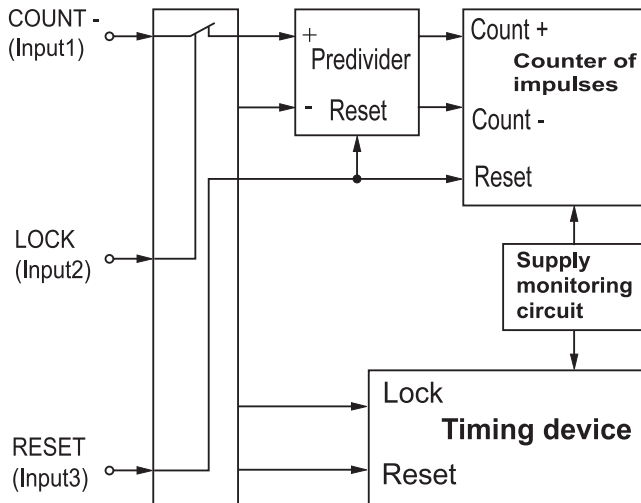 COUNT -
(Input1)
+
Predivider
-
Reset
Count +
Counter of
impulses
Count -
Reset
LOCK
(Input2)
Supply
monitoring
circuit
Lock
Timing device
RESET
(Input3)
Reset